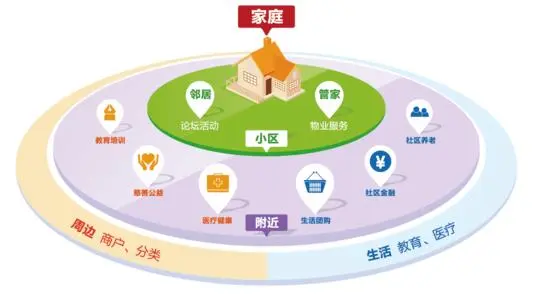 家庭
邻居
管家
论坛活动
物业服务
小区
教育培训
社区养老
慈善公益
医疗健康
生活团购
社区金融
附近
周边 商户、分类
生活 教育、医疗
¥